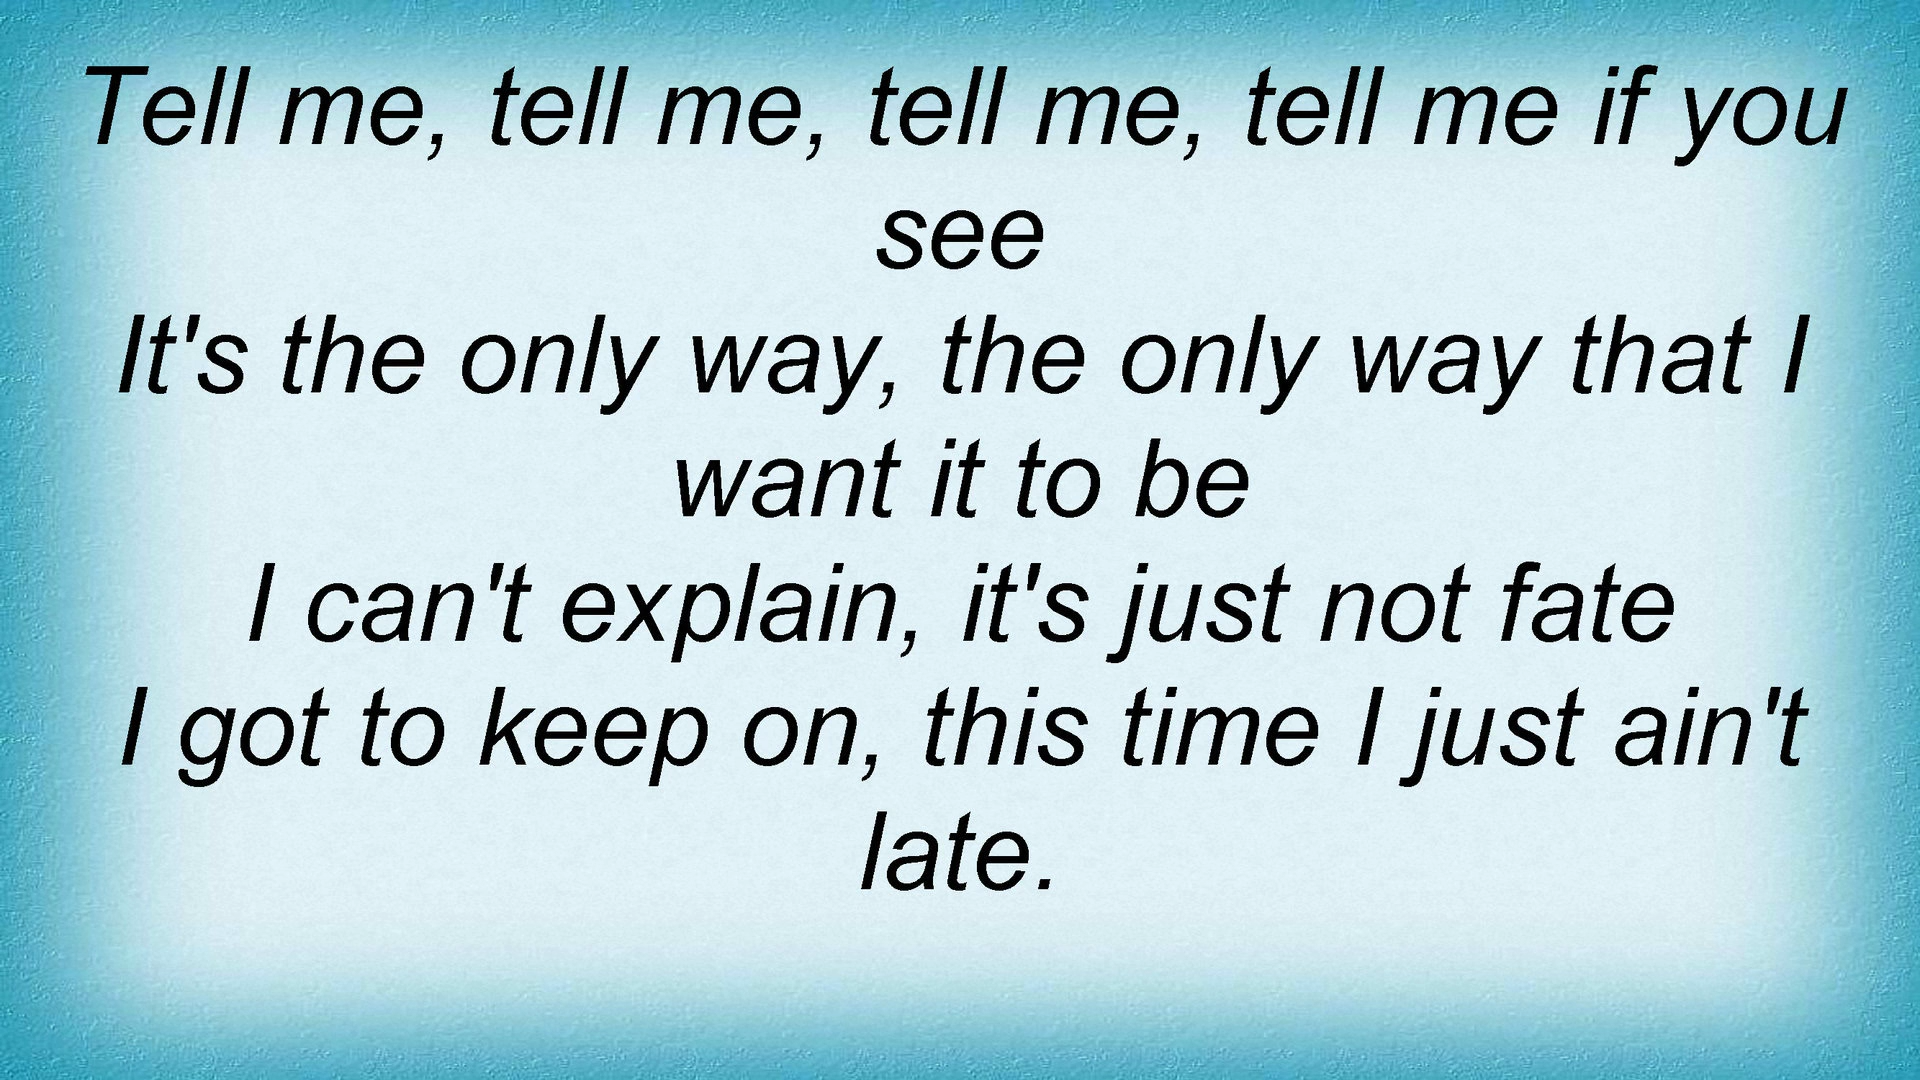 Tell me, tell me, tell me, tell me if you
see
It's the only way, the only way that I
want it to be
I can't explain, it's just not fate
I got to keep on, this time I just ain't
late.